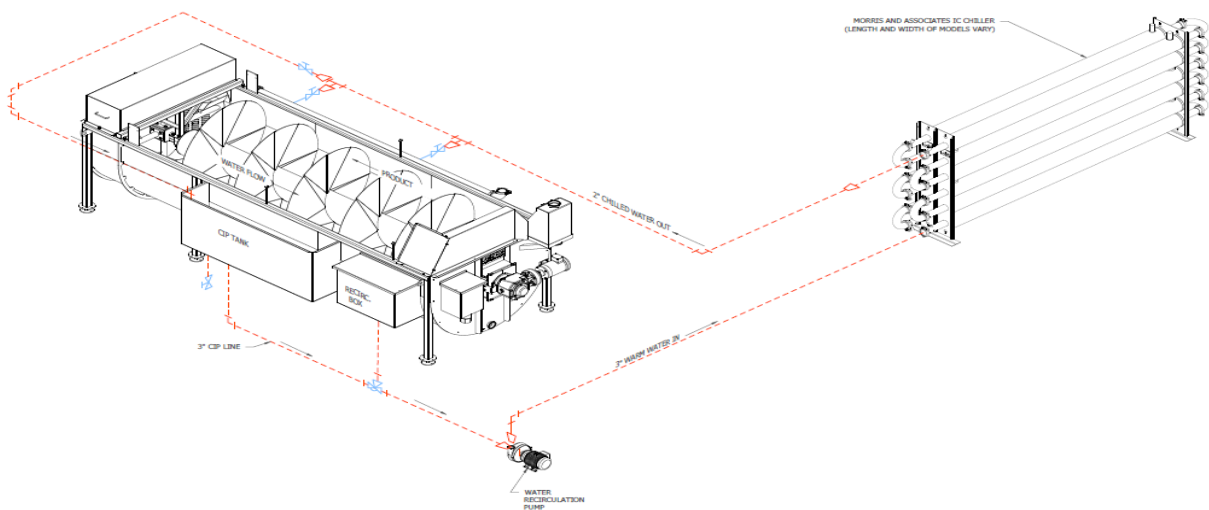 MORRIS AND ASSOCIATES IC CHILLER
(LENGTH AND WIDTH OF MODELS VARY)
WATER FLOW
PRODUCT
2" CHILLED WATER OUT
CIP TANK
RECIRC.
BOX
3" CIP LINE
3" WARM WATER IN
WATER
RECIRCULATION
PUMP